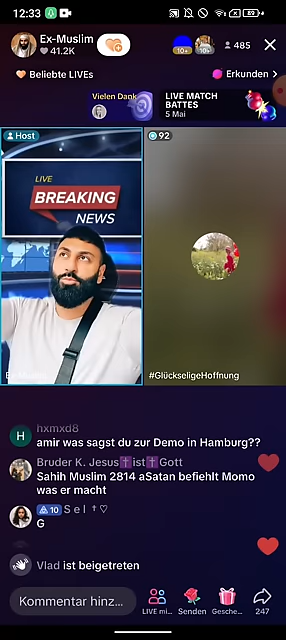 12:33
Ex-Muslim
41.2K
10+
10+
485
Beliebte LIVEs
Erkunden
Vielen Dank
LIVE MATCH
BATTES
5 Mai
Host
92
LIVE
BREAKING
NEWS
#GlückseligeHoffnung
hxmxd8
amir was sagst du zur Demo in Hamburg??
Bruder K. Jesus✝️ist✝️Gott
Sahih Muslim 2814 aSatan befiehlt Momo
was er macht
10 S e l ✝♡
G
Vlad ist beigetreten
Kommentar hinz...
LIVE mi...
Senden
Gesche...
247